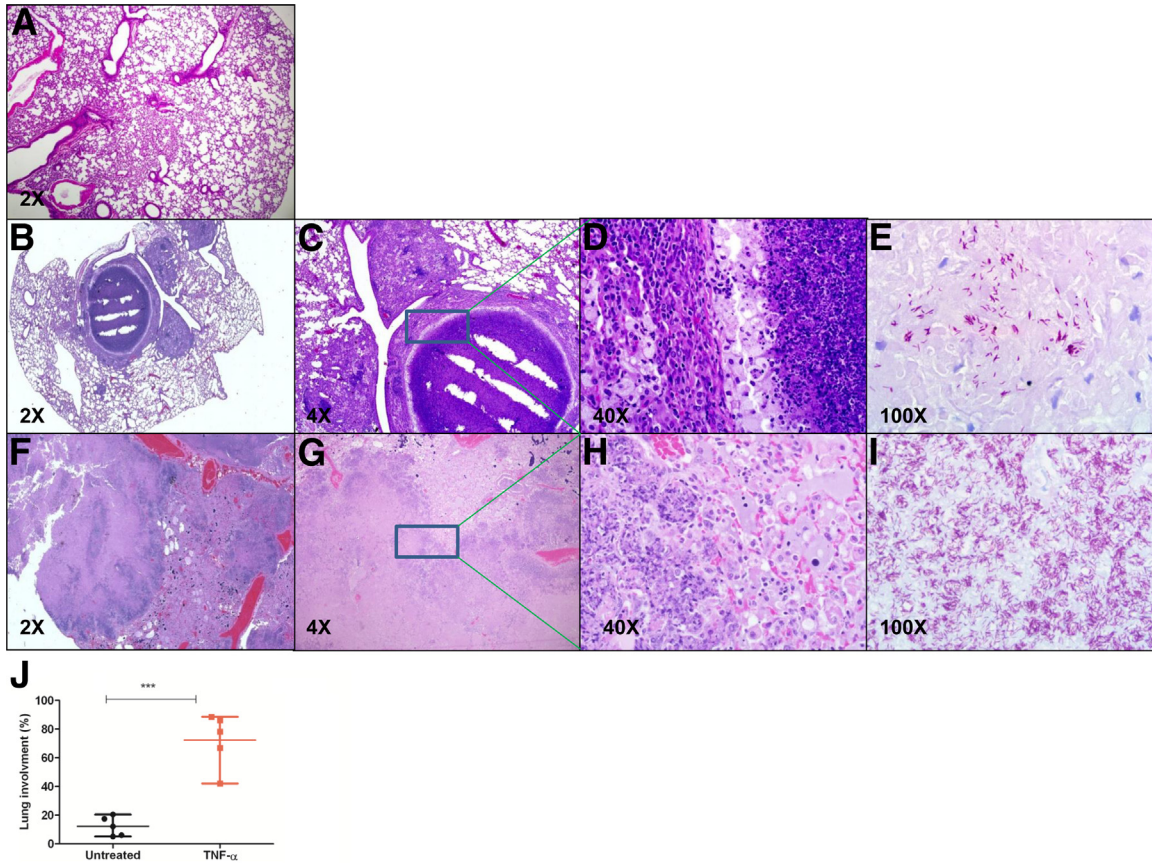 A
2X
B
2X
C
4X
D
40X
E
100X
F
2X
G
4X
H
40X
I
100X
J
***
100
80
60
40
20
0
Lung involvment (%)
Untreated
TNF-α